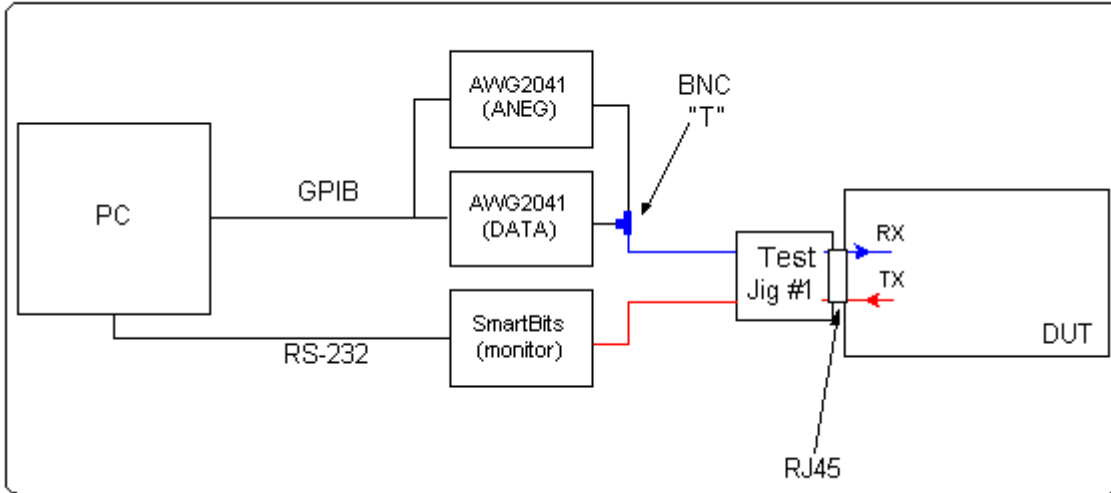 AWG2041
(ANEG)
BNC
"T"
PC
GPIB
AWG2041
(DATA)
RX
Test
Jig #1
TX
SmartBits
(monitor)
RS-232
DUT
RJ45